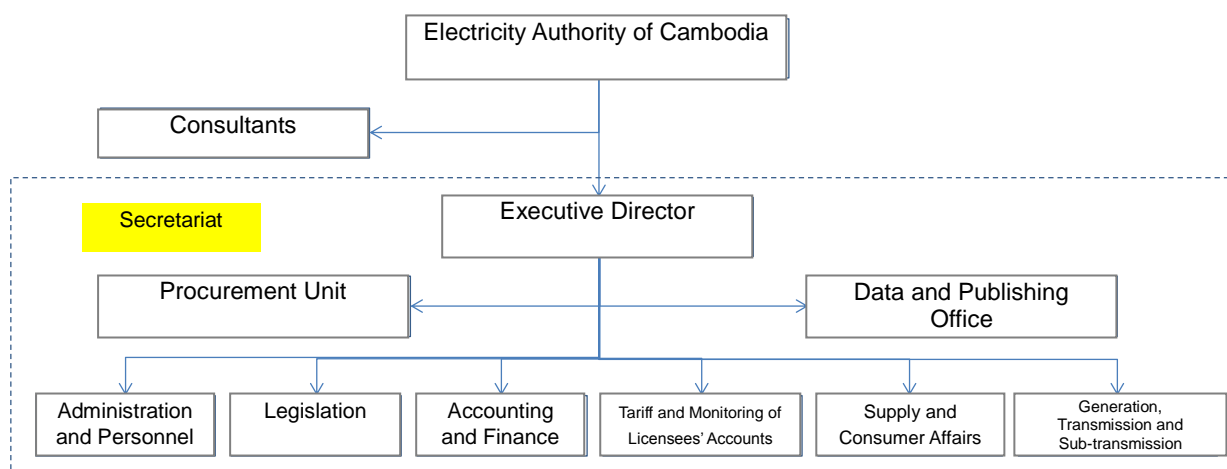 Electricity Authority of Cambodia
Consultants
Secretariat
Executive Director
Procurement Unit
Data and Publishing
Office
Administration
and Personnel
Legislation
Accounting
and Finance
Tariff and Monitoring of
Licensees' Accounts
Supply and
Consumer Affairs
Generation,
Transmission and
Sub-transmission